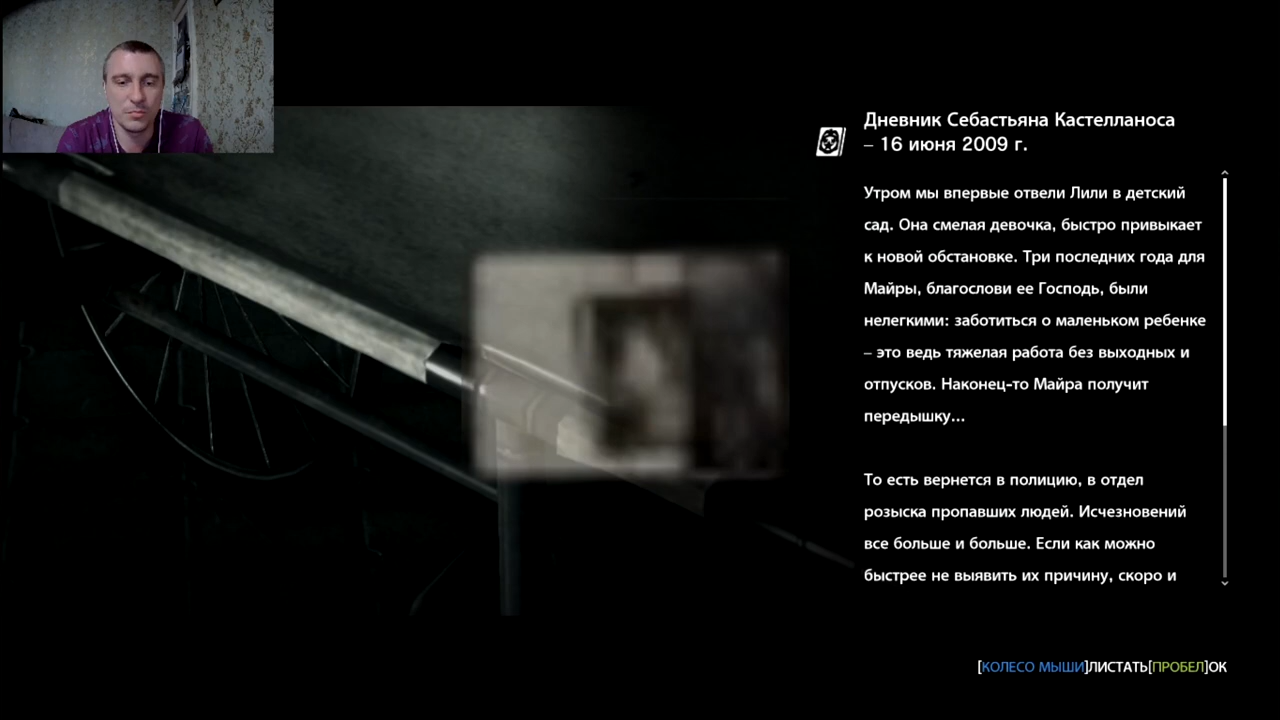 Дневник Себастьяна Кастелланоса
– 16 июня 2009 г.
Утром мы впервые отвели Лили в детский
сад. Она смелая девочка, быстро привыкает
к новой обстановке. Три последних года для
Майры, благослови ее Господь, были
нелегкими: заботиться о маленьком ребенке
– это ведь тяжелая работа без выходных и
отпусков. Наконец-то Майра получит
передышку...
То есть вернется в полицию, в отдел
розыска пропавших людей. Исчезновений
все больше и больше. Если как можно
быстрее не выявить их причину, скоро и
[КОЛЕСО МЫШИ]ЛИСТАТЬ[ПРОБЕЛ]ОК